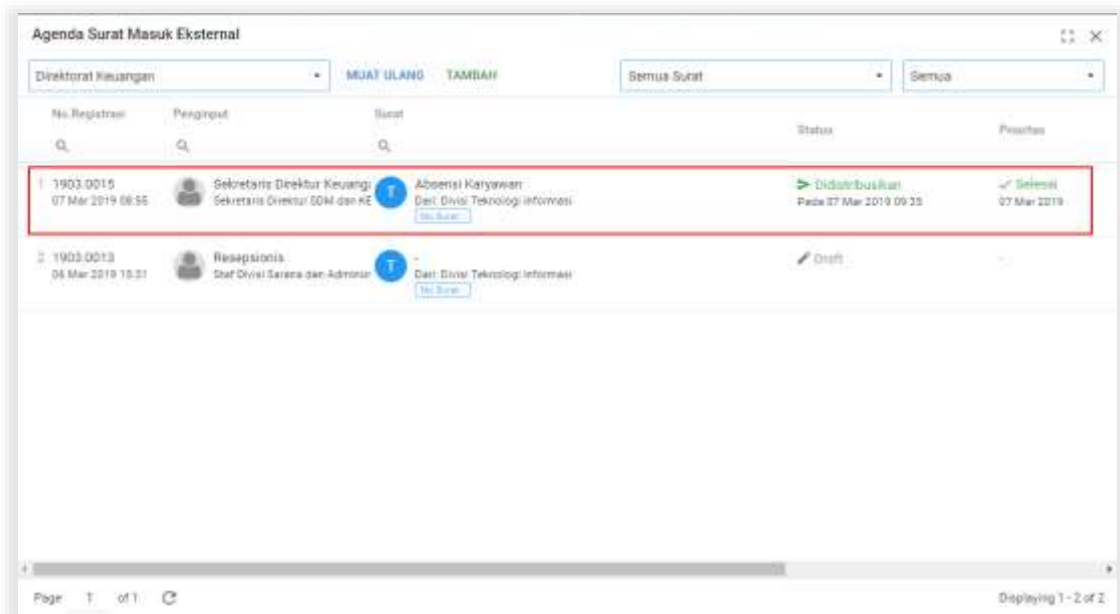 Agenda Surat Masuk Eksternal
Direktorat Keuangan MUAT ULANG TAMBAH Semua Surat Semua
No.Registrasi Penginput Surat Status Prioritas
1 1903.0015 Sekretaris Direktur Keuanga Absensi Karyawan Didistribusikan Selesai
07 Mar 2019 08:55 Sekretaris Direktur SDM dan KE Dari: Divisi Teknologi Informasi Pada 07 Mar 2019 09:35 07 Mar 2019
T
No Surat
2 1903.0013 Resepsionis - Draft -
06 Mar 2019 15:31 Staf Divisi Sarana dan Adminis Dari: Divisi Teknologi Informasi
T
No Surat
Page 1 of 1 Displaying 1 - 2 of 2